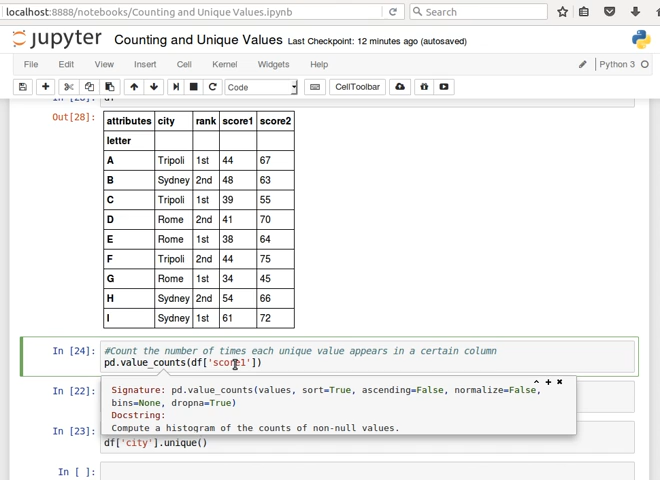 localhost:8888/notebooks/Counting and Unique Values.ipynb
Search
jupyter Counting and Unique Values Last Checkpoint: 12 minutes ago (autosaved)
File Edit View Insert Cell Kernel Widgets Help Python 3
Code CellToolbar
In [28]: df
Out[28]:
attributes city rank score1 score2
letter
A Tripoli 1st 44 67
B Sydney 2nd 48 63
C Tripoli 1st 39 55
D Rome 2nd 41 70
E Rome 1st 38 64
F Tripoli 2nd 44 75
G Rome 1st 34 45
H Sydney 2nd 54 66
I Sydney 1st 61 72
In [24]: #Count the number of times each unique value appears in a certain column
pd.value_counts(df['score1'])
In [22]:
Signature: pd.value_counts(values, sort=True, ascending=False, normalize=False,
bins=None, dropna=True)
Docstring:
Compute a histogram of the counts of non-null values.
In [23]:
df['city'].unique()
In [ ]: